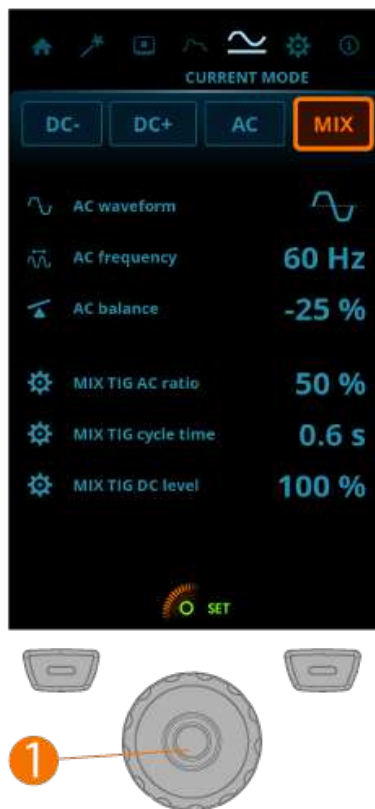 CURRENT MODE
DC- DC+ AC MIX
AC waveform
AC frequency 60 Hz
AC balance -25 %
MIX TIG AC ratio 50 %
MIX TIG cycle time 0.6 s
MIX TIG DC level 100 %
SET
1